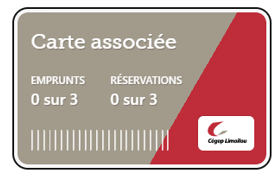 Carte associée
EMPRUNTS RÉSERVATIONS
0 sur 3 0 sur 3
Cégep Limoilou